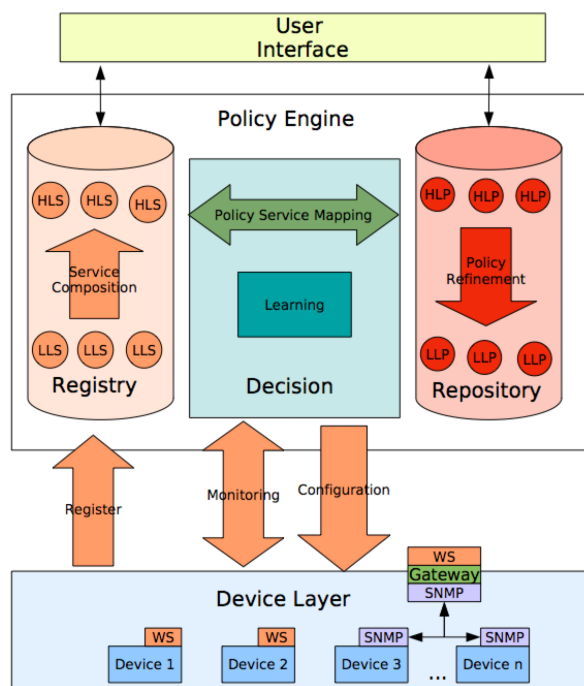 User
Interface
Policy Engine
HLS HLS HLS
Service
Composition
LLS LLS LLS
Registry
Policy Service Mapping
Learning
Decision
HLP HLP HLP
Policy
Refinement
LLP LLP LLP
Repository
Register
Monitoring
Configuration
WS
Gateway
SNMP
Device Layer
WS WS SNMP SNMP
Device 1 Device 2 Device 3 ... Device n